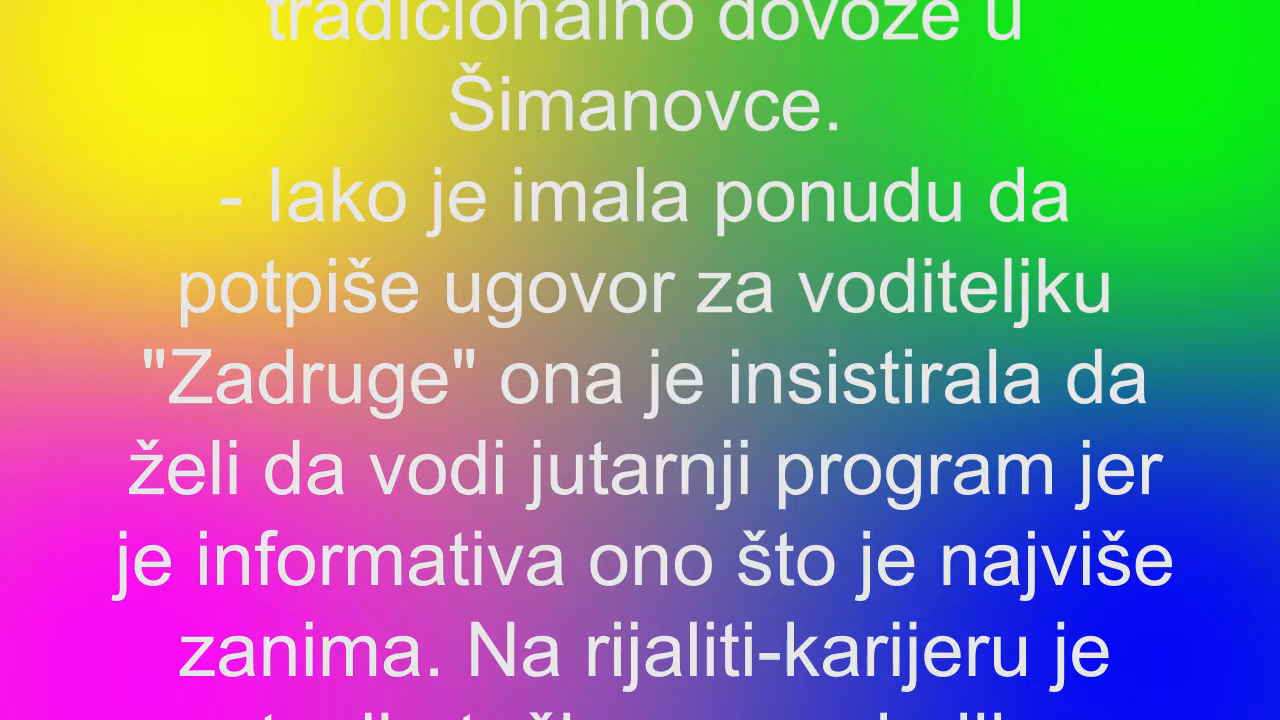 tradicionalno dovoze u
Šimanovce.
- Iako je imala ponudu da
potpiše ugovor za voditeljku
"Zadruge" ona je insistirala da
želi da vodi jutarnji program jer
je informativa ono što je najviše
zanima. Na rijaliti-karijeru je